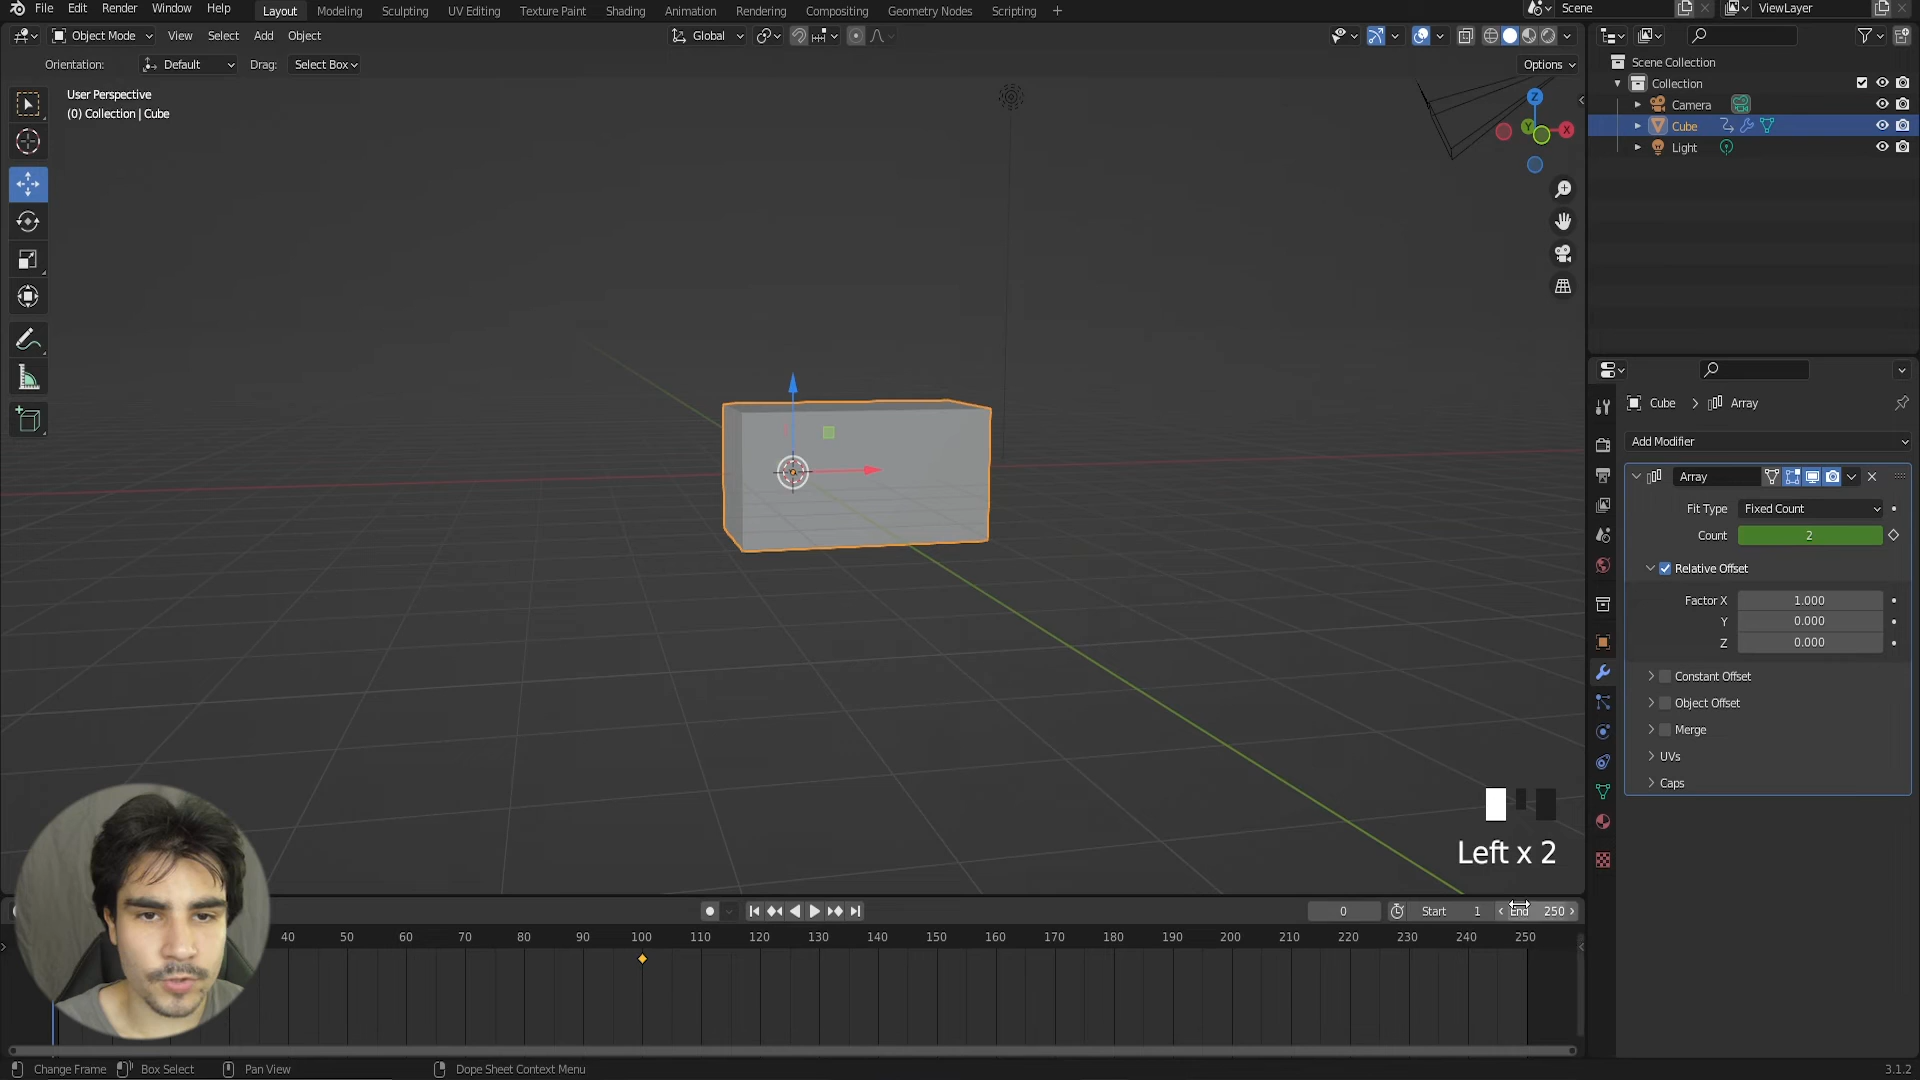 File Edit Render Window Help Layout Modeling Sculpting UV Editing Texture Paint Shading Animation Rendering Compositing Geometry Nodes Scripting + Scene ViewLayer
Object Mode View Select Add Object Global
Orientation: Default Drag: Select Box Options
User Perspective
(0) Collection | Cube
Z
Y
X
Scene Collection
Collection
Camera
Cube
Light
Cube > Array
Add Modifier
Array
Fit Type Fixed Count
Count 2
Relative Offset
Factor X 1.000
Y 0.000
Z 0.000
Constant Offset
Object Offset
Merge
UVs
Caps
Left x 2
0 Start 1 End 250
40 50 60 70 80 90 100 110 120 130 140 150 160 170 180 190 200 210 220 230 240 250
Change Frame Box Select Pan View Dope Sheet Context Menu 3.1.2